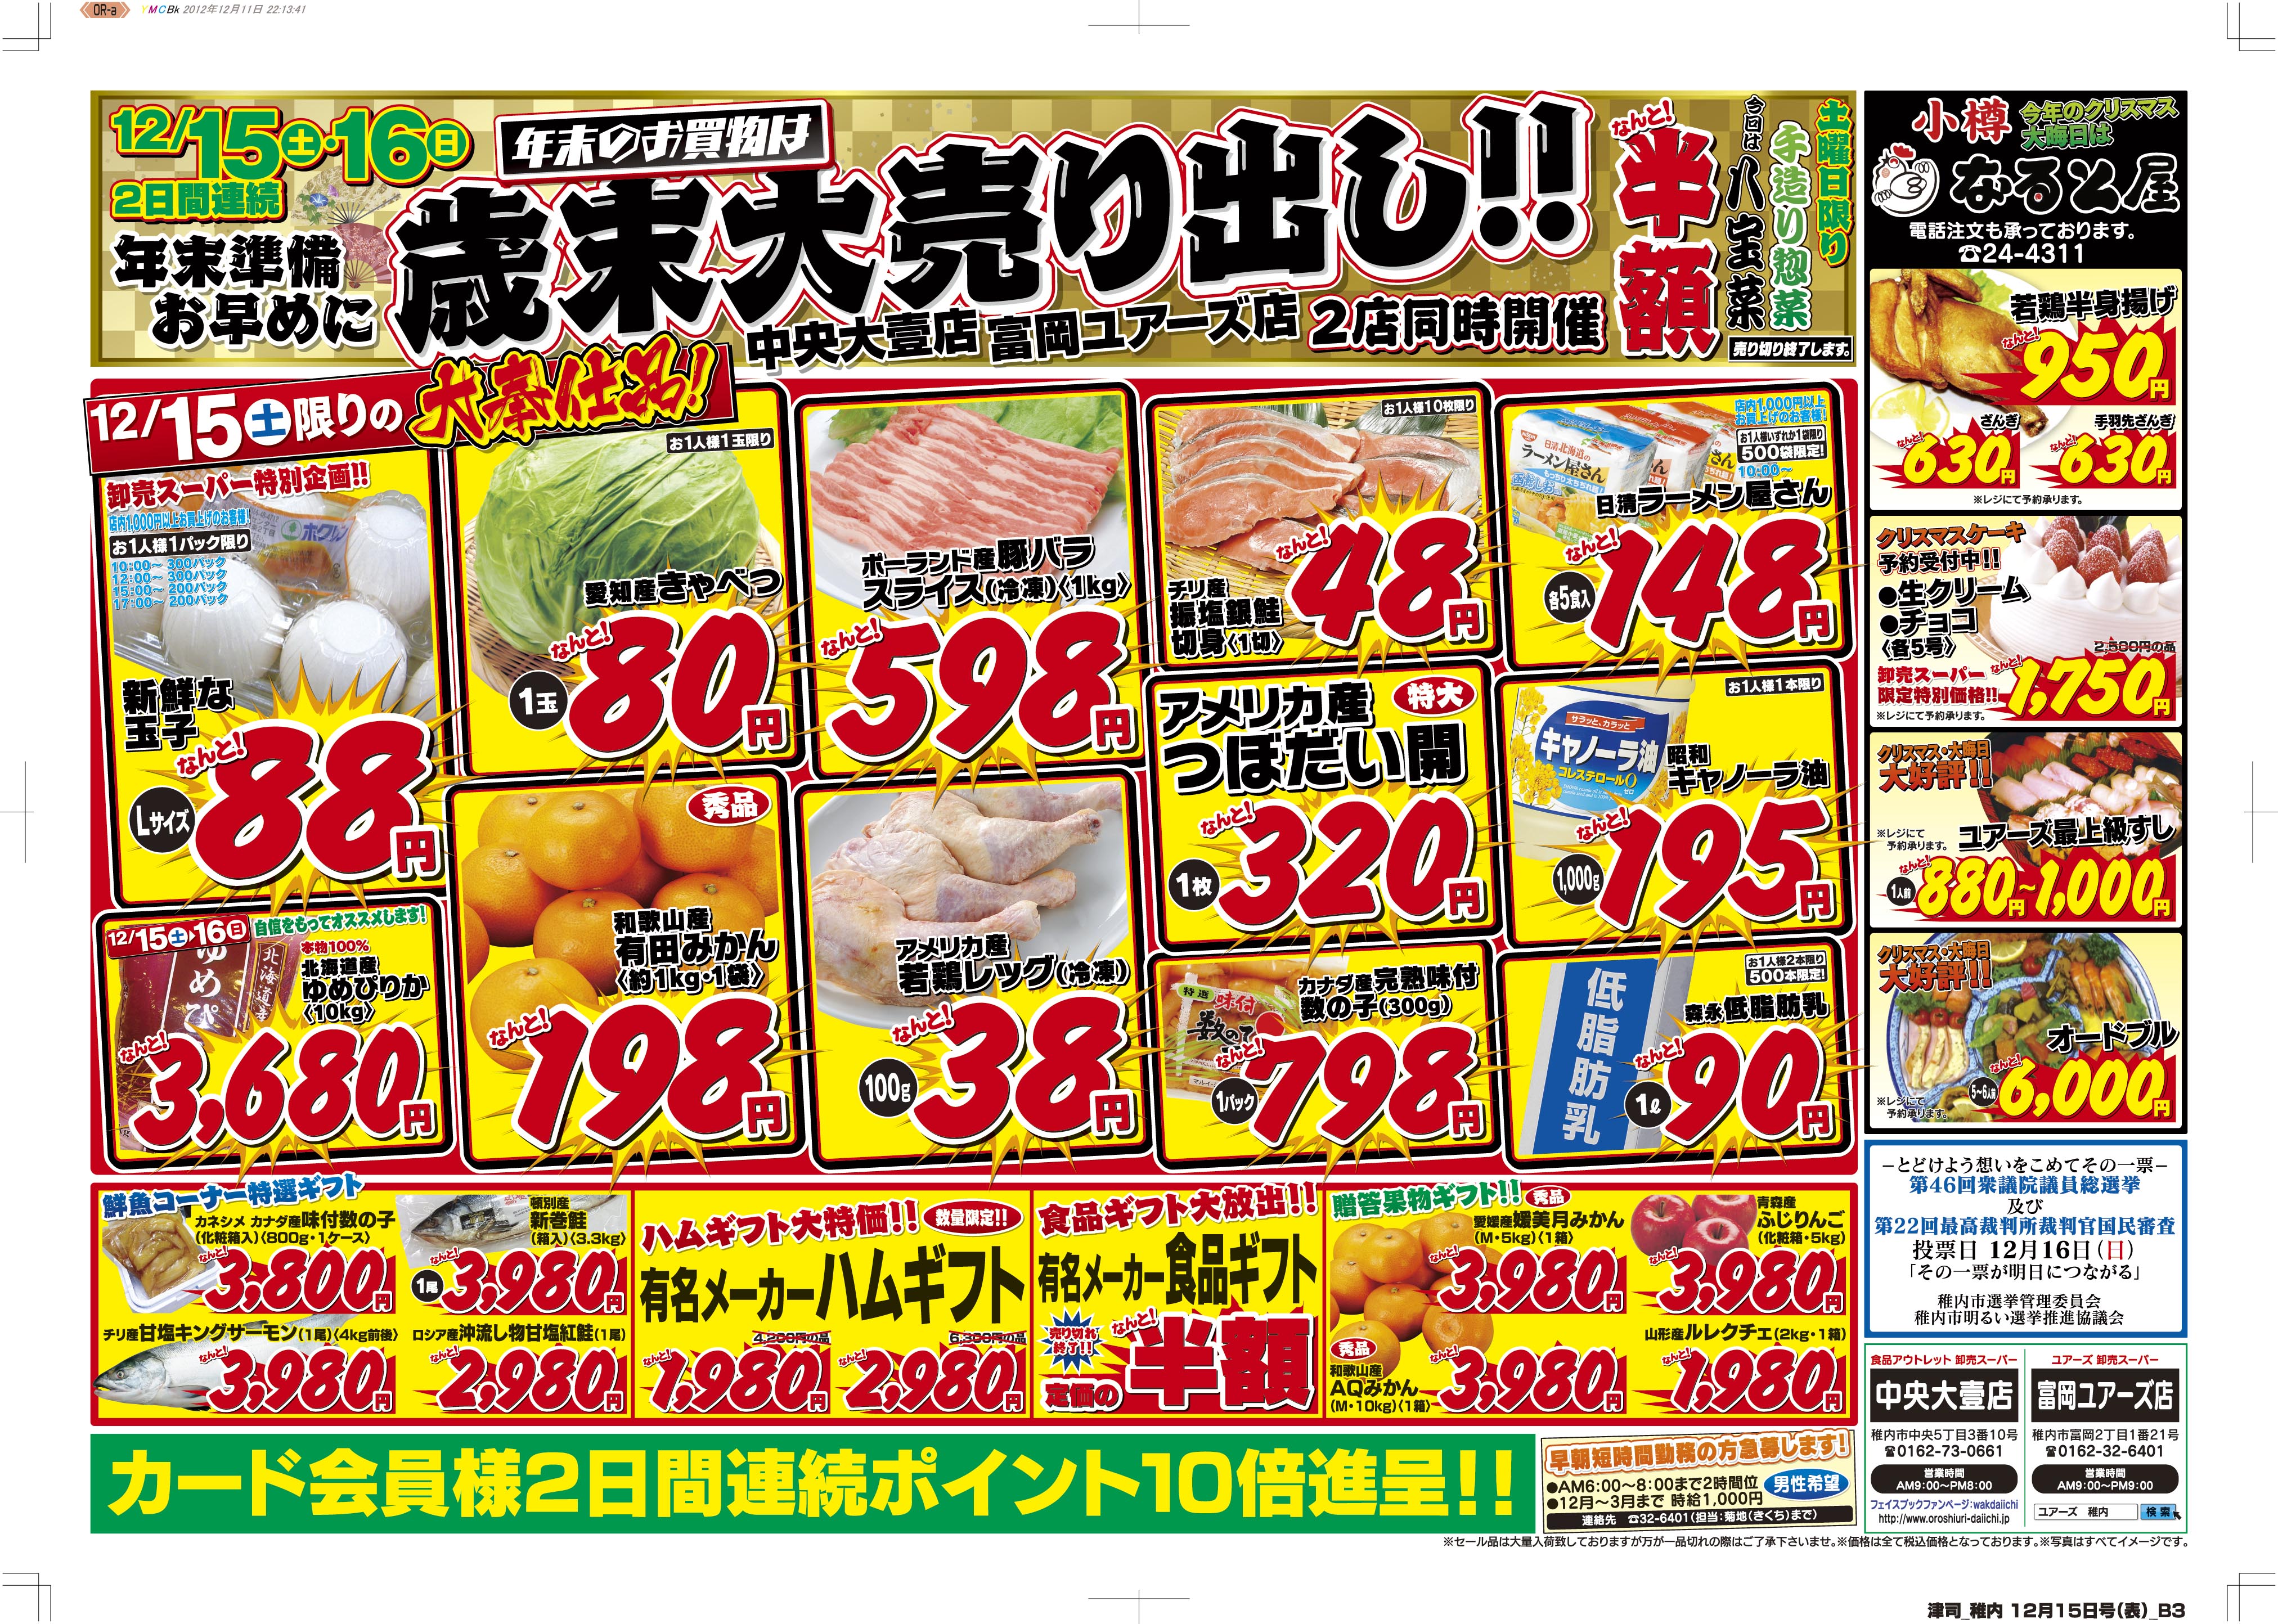 OR-a YMCBk 2012年12月11日 22:13:41
12/15土・16日
2日間連続
年末準備
お早めに
年末のお買物は
歳末大売り出し!!
中央大壹店 富岡ユアーズ店 2店同時開催
土曜日限り
手造り惣菜
今日は八宝菜
なんと!半額
売り切り終了します。
12/15土限りの大奉仕品!
卸売スーパー特別企画!!
店内1,000円以上お買上げのお客様!
お1人様1パック限り
10:00〜 300パック
12:00〜 300パック
15:00〜 200パック
17:00〜 200パック
ホクレン
新鮮な
玉子
Lサイズ
なんと!88円
お1人様1玉限り
愛知産きゃべつ
1玉
なんと!80円
ポーランド産豚バラ
スライス(冷凍)〈1kg〉
なんと!598円
お1人様10枚限り
チリ産
振塩銀鮭
切身〈1切〉
なんと!48円
店内1,000円以上
お買上げのお客様!
お1人様いずれか1袋限り
500袋限定!
10:00〜
日清北海道の
ラーメン屋さん
日清ラーメン屋さん
各5食入
なんと!148円
アメリカ産 特大
つぼだい開
1枚
なんと!320円
お1人様1本限り
サラッと、カラッと
キャノーラ油
コレステロール0
ゼロ
昭和
キャノーラ油
1,000g
なんと!195円
12/15土▶16日
自信をもってオススメします!
本物100%
北海道産
ゆめぴりか
〈10kg〉
ゆめぴ
北海道産
なんと!3,680円
秀品
和歌山産
有田みかん
〈約1kg・1袋〉
なんと!198円
アメリカ産
若鶏レッグ(冷凍)
100g
なんと!38円
特選 味付
カナダ産完熟味付
数の子(300g)
1パック
なんと!798円
お1人様2本限り
500本限定!
低脂肪乳
森永低脂肪乳
1ℓ
なんと!90円
鮮魚コーナー特選ギフト
カネシメ カナダ産味付数の子
(化粧箱入)〈800g・1ケース〉
なんと!3,800円
頓別産
新巻鮭
(箱入)〈3.3kg〉
1尾
なんと!3,980円
チリ産甘塩キングサーモン(1尾)〈4kg前後〉
なんと!3,980円
ロシア産沖流し物甘塩紅鮭(1尾)
なんと!2,980円
ハムギフト大特価!! 数量限定!!
有名メーカーハムギフト
4,200円の品
なんと!1,980円
6,300円の品
なんと!2,980円
食品ギフト大放出!!
有名メーカー食品ギフト
売り切れ
終了!!
定価の
なんと!半額
贈答果物ギフト!! 秀品
愛媛産媛美月みかん
(M・5kg)〈1箱〉
なんと!3,980円
青森産
ふじりんご
(化粧箱・5kg)
なんと!3,980円
秀品
和歌山産
AQみかん
(M・10kg)〈1箱〉
なんと!3,980円
山形産ルレクチェ(2kg・1箱)
なんと!1,980円
カード会員様2日間連続ポイント10倍進呈!!
早朝短時間勤務の方急募します!
●AM6:00〜8:00まで2時間位
●12月〜3月まで 時給1,000円
男性希望
連絡先 ☎32-6401(担当:菊地(きくち)まで)
小樽
今年のクリスマス
大晦日は
なると屋
電話注文も承っております。
☎24-4311
若鶏半身揚げ
なんと!950円
ざんぎ
なんと!630円
手羽先ざんぎ
なんと!630円
※レジにて予約承ります。
クリスマスケーキ
予約受付中!!
●生クリーム
●チョコ
〈各5号〉
2,500円の品
卸売スーパー
限定特別価格!!
なんと!1,750円
※レジにて予約承ります。
クリスマス・大晦日
大好評!!
※レジにて
予約承ります。
ユアーズ最上級すし
1人前
なんと!880円〜1,000円
クリスマス・大晦日
大好評!!
オードブル
5〜6人前
なんと!6,000円
※レジにて
予約承ります。
−とどけよう想いをこめてその一票−
第46回衆議院議員総選挙
及び
第22回最高裁判所裁判官国民審査
投票日 12月16日(日)
「その一票が明日につながる」
稚内市選挙管理委員会
稚内市明るい選挙推進協議会
食品アウトレット 卸売スーパー
中央大壹店
稚内市中央5丁目3番10号
☎0162-73-0661
営業時間
AM9:00〜PM8:00
フェイスブックファンページ:wakdaiichi
http://www.oroshiuri-daiichi.jp
ユアーズ 卸売スーパー
富岡ユアーズ店
稚内市富岡2丁目1番21号
☎0162-32-6401
営業時間
AM9:00〜PM9:00
ユアーズ 稚内 検索
※セール品は大量入荷致しておりますが万が一品切れの際はご了承下さいませ。※価格は全て税込価格となっております。※写真はすべてイメージです。
津司_稚内 12月15日号(表)_B3